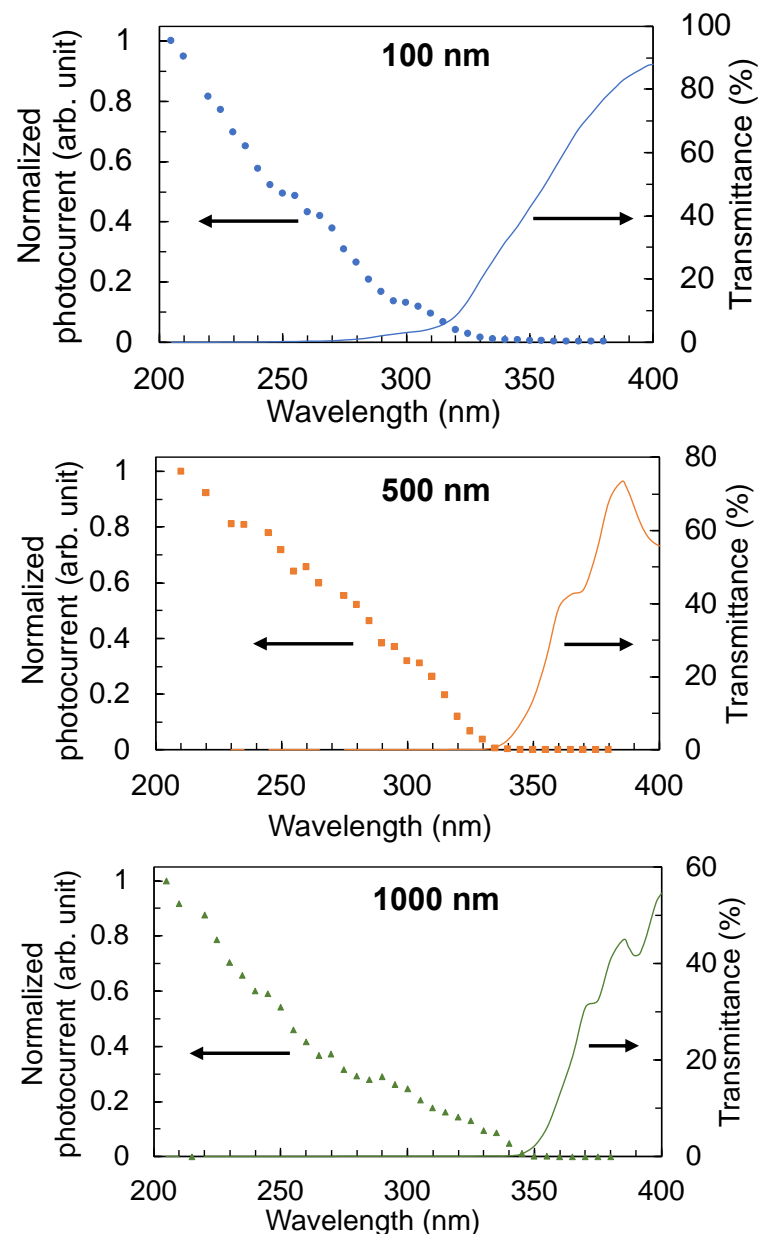 100 nm
Normalized
photocurrent (arb. unit)
1
0.8
0.6
0.4
0.2
0
100
80
60
40
20
0
Transmittance (%)
200 250 300 350 400
Wavelength (nm)
500 nm
Normalized
photocurrent (arb. unit)
1
0.8
0.6
0.4
0.2
0
80
60
40
20
0
Transmittance (%)
200 250 300 350 400
Wavelength (nm)
1000 nm
Normalized
photocurrent (arb. unit)
1
0.8
0.6
0.4
0.2
0
60
40
20
0
Transmittance (%)
200 250 300 350 400
Wavelength (nm)